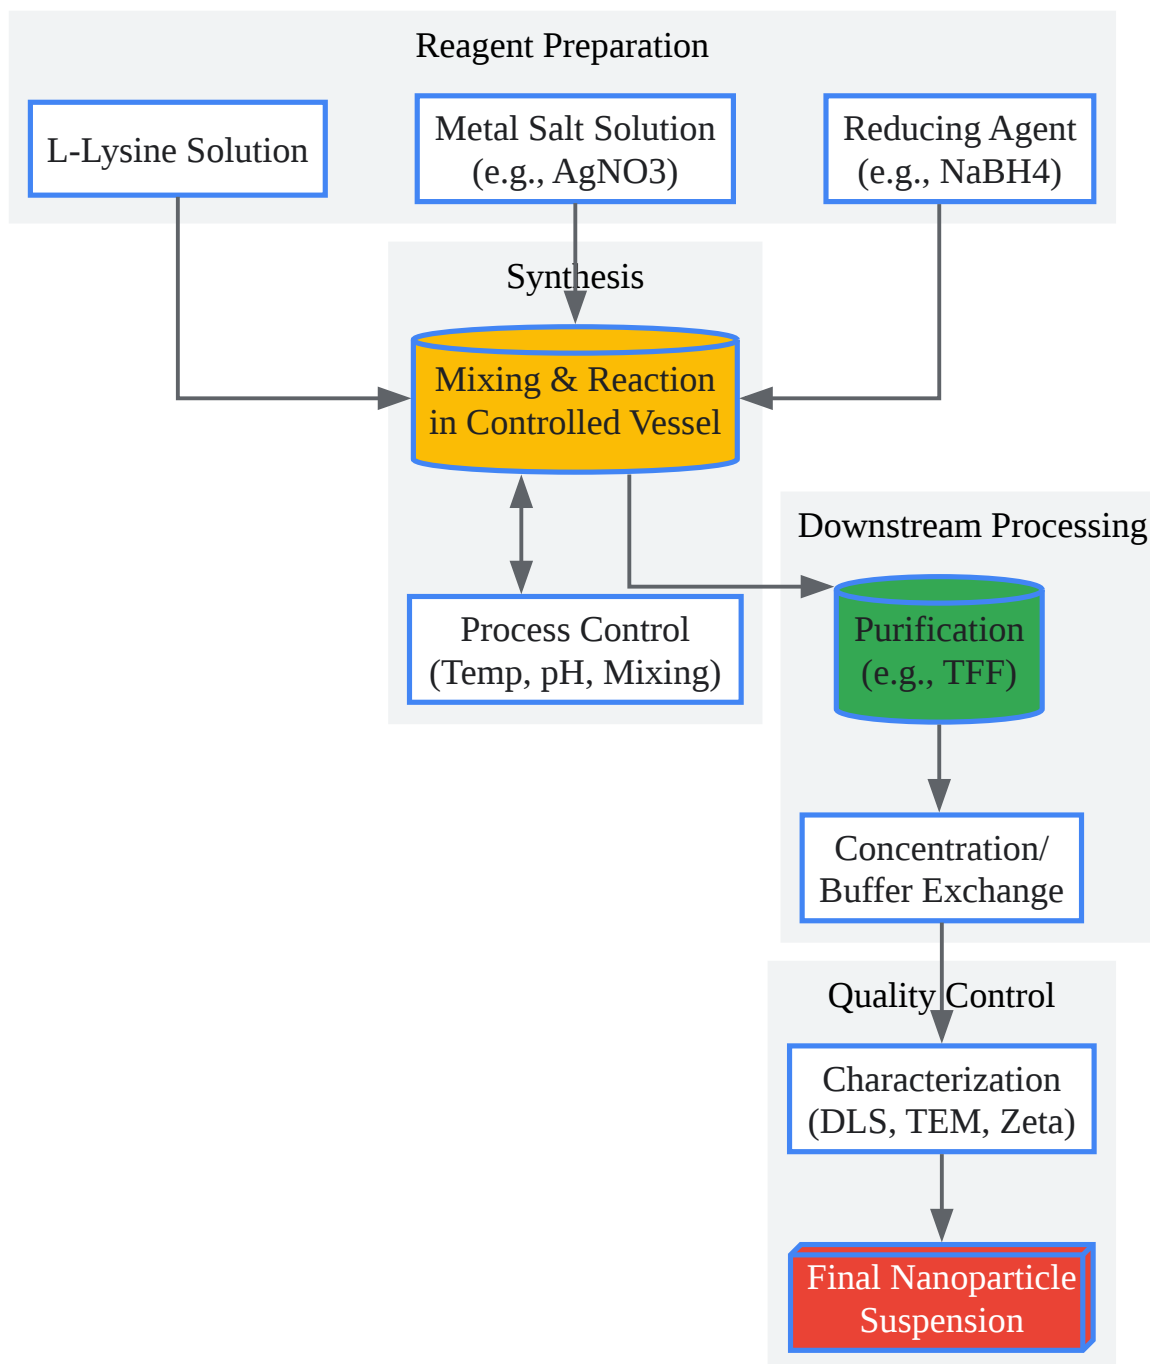 Reagent Preparation
L-Lysine Solution
Metal Salt Solution
(e.g., AgNO3)
Reducing Agent
(e.g., NaBH4)
Synthesis
Mixing & Reaction
in Controlled Vessel
Process Control
(Temp, pH, Mixing)
Downstream Processing
Purification
(e.g., TFF)
Concentration/
Buffer Exchange
Quality Control
Characterization
(DLS, TEM, Zeta)
Final Nanoparticle
Suspension